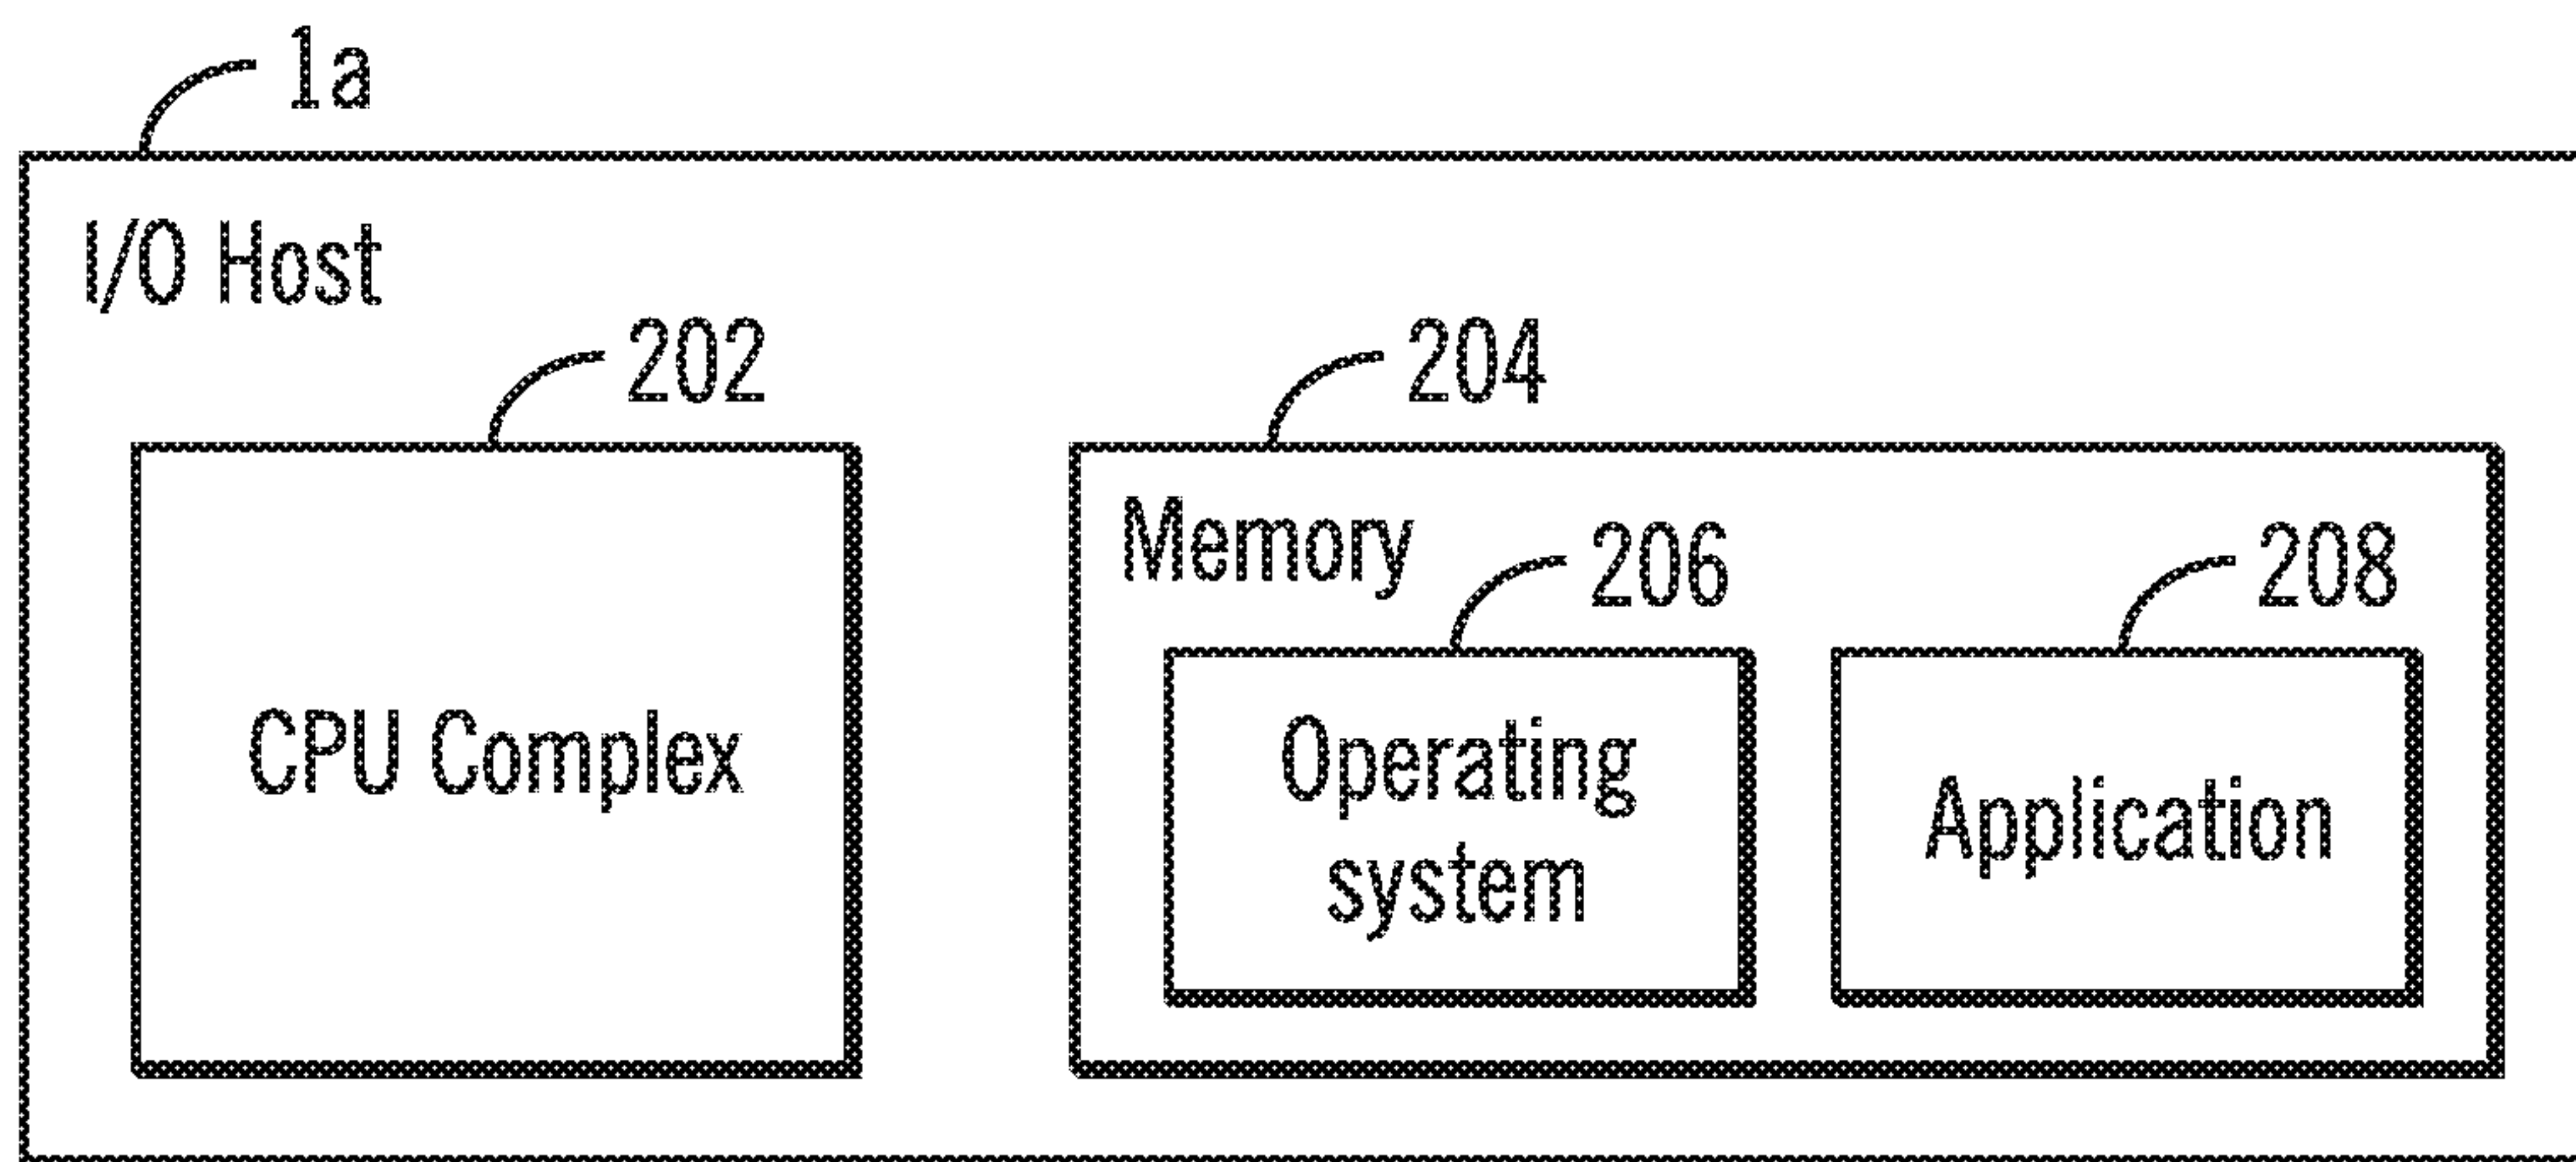 1a
I/O Host
202
204
Memory
206
208
CPU Complex
Operating
system
Application